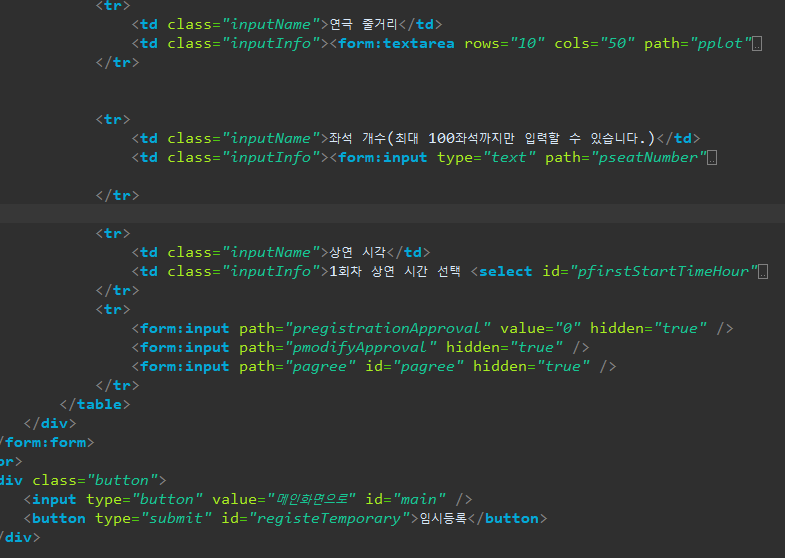 <tr>
<td class="inputName">연극 줄거리</td>
<td class="inputInfo"><form:textarea rows="10" cols="50" path="pplot"
</tr>
<tr>
<td class="inputName">좌석 개수(최대 100좌석까지만 입력할 수 있습니다.)</td>
<td class="inputInfo"><form:input type="text" path="pseatNumber"
</tr>
<tr>
<td class="inputName">상연 시각</td>
<td class="inputInfo">1회차 상연 시간 선택 <select id="pfirstStartTimeHour"
</tr>
<tr>
<form:input path="pregistrationApproval" value="0" hidden="true" />
<form:input path="pmodifyApproval" hidden="true" />
<form:input path="pagree" id="pagree" hidden="true" />
</tr>
</table>
</div>
/form:form>
or>
div class="button">
<input type="button" value="메인화면으로" id="main" />
<button type="submit" id="registeTemporary">임시등록</button>
/div>